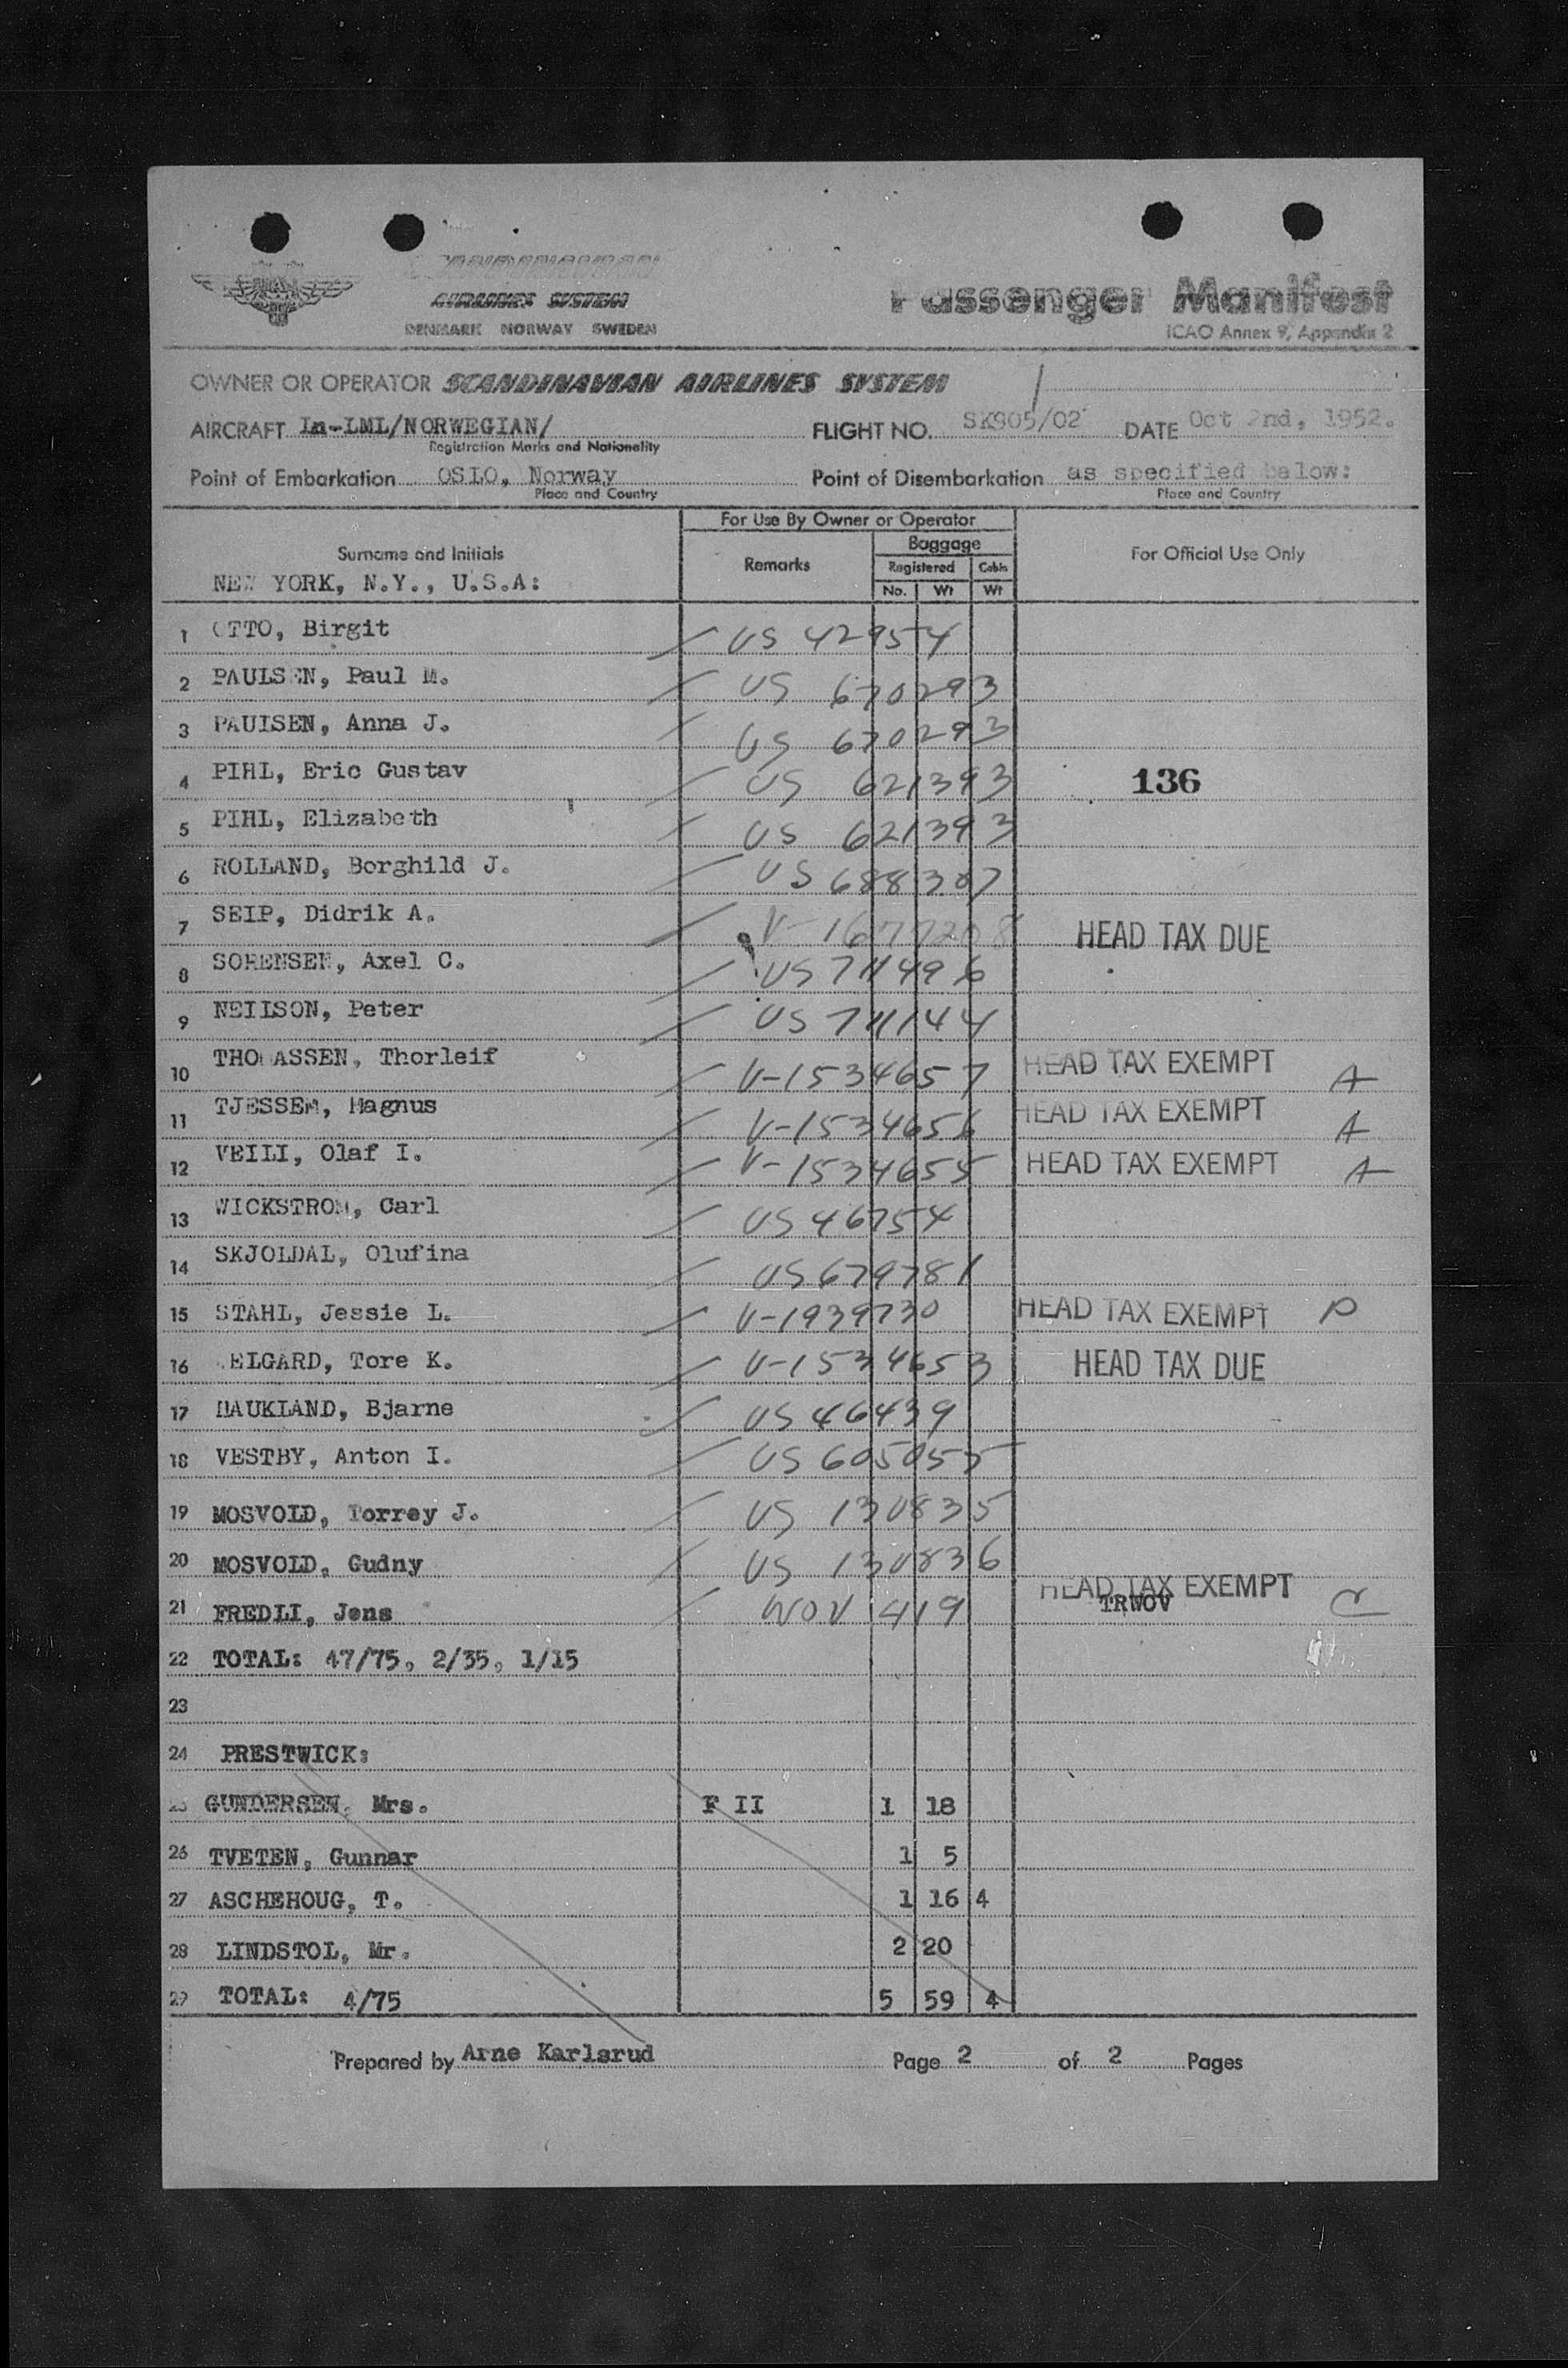 AIRLINES SYSTEM
DENMARK NORWAY SWEDEN
Passenger Manifest
ICAO Annex 9, Appendix 2
OWNER OR OPERATOR SCANDINAVIAN AIRLINES SYSTEM
AIRCRAFT Ln-LML/NORWEGIAN/ FLIGHT NO. SK905/02 DATE Oct 2nd, 1952.
Registration Marks and Nationality
Point of Embarkation OSLO, Norway Point of Disembarkation as specified below:
Place and Country Place and Country
For Use By Owner or Operator
Surname and Initials Remarks Baggage For Official Use Only
Registered Cabin
NEW YORK, N.Y., U.S.A: No. Wt Wt
1 OTTO, Birgit US 42954
2 PAULSEN, Paul M. US 670293
3 PAULSEN, Anna J. US 670293
4 PIHL, Eric Gustav US 621393 136
5 PIHL, Elizabeth US 621393
6 ROLLAND, Borghild J. US 688307
7 SEIP, Didrik A. V-1677208 HEAD TAX DUE
8 SORENSEN, Axel C. US 711496
9 NEILSON, Peter US 711144
10 THOMASSEN, Thorleif V-1534657 HEAD TAX EXEMPT A
11 TJESSEM, Magnus V-1534656 HEAD TAX EXEMPT A
12 VEILI, Olaf I. V-1534655 HEAD TAX EXEMPT A
13 WICKSTROM, Carl US 46754
14 SKJOLDAL, Olufina US 679781
15 STAHL, Jessie L. V-1939730 HEAD TAX EXEMPT P
16 ELGARD, Tore K. V-1534653 HEAD TAX DUE
17 HAUKLAND, Bjarne US 46439
18 VESTBY, Anton I. US 605055
19 MOSVOLD, Torrey J. US 130835
20 MOSVOLD, Gudny US 130836
21 FREDLI, Jens WOV 419 HEAD TAX EXEMPT TRWOV
22 TOTAL: 47/75, 2/35, 1/15
23
24 PRESTWICK:
25 GUNDERSEN, Mrs. F II 1 18
26 TVETEN, Gunnar 1 5
27 ASCHEHOUG, T. 1 16 4
28 LINDSTOL, Mr. 2 20
29 TOTAL: 4/75 5 59 4
Prepared by Arne Karlsrud Page 2 of 2 Pages